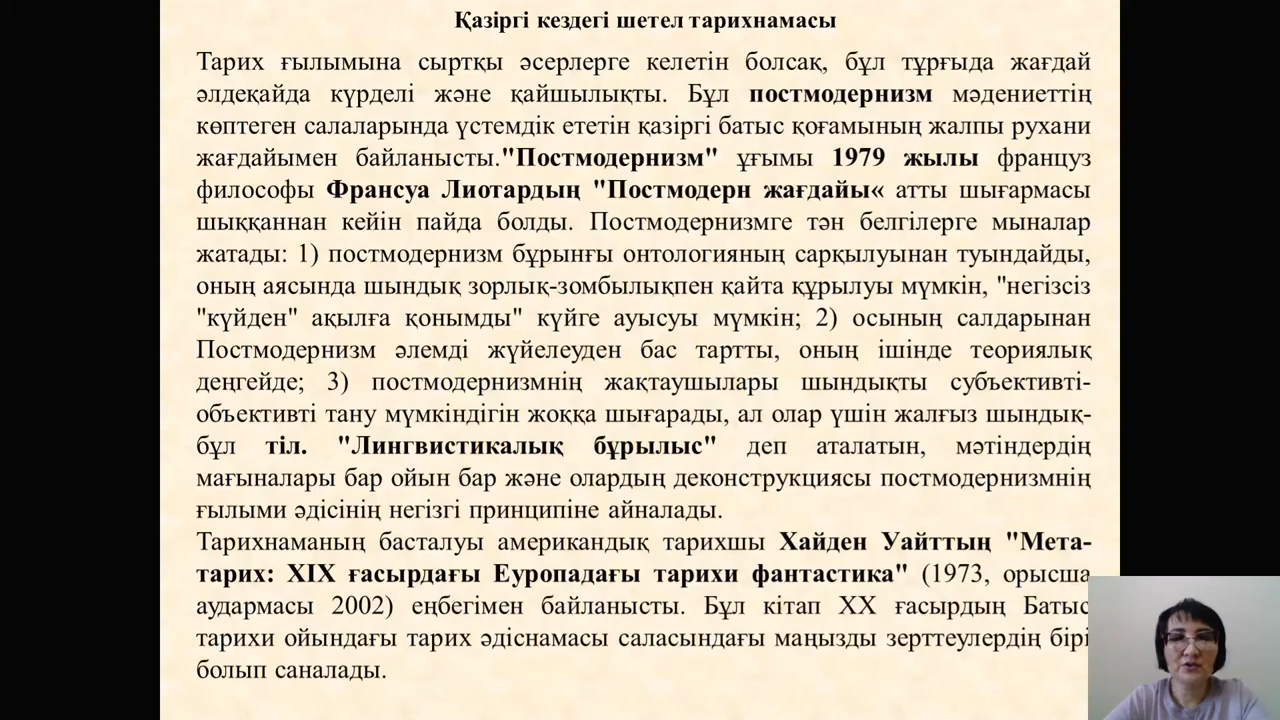 Қазіргі кездегі шетел тарихнамасы
Тарих ғылымына сыртқы әсерлерге келетін болсақ, бұл тұрғыда жағдай
әлдеқайда күрделі және қайшылықты. Бұл постмодернизм мәдениеттің
көптеген салаларында үстемдік ететін қазіргі батыс қоғамының жалпы рухани
жағдайымен байланысты."Постмодернизм" ұғымы 1979 жылы француз
философы Франсуа Лиотардың "Постмодерн жағдайы« атты шығармасы
шыққаннан кейін пайда болды. Постмодернизмге тән белгілерге мыналар
жатады: 1) постмодернизм бұрынғы онтологияның сарқылуынан туындайды,
оның аясында шындық зорлық-зомбылықпен қайта құрылуы мүмкін, "негізсіз
"күйден" ақылға қонымды" күйге ауысуы мүмкін; 2) осының салдарынан
Постмодернизм әлемді жүйелеуден бас тартты, оның ішінде теориялық
деңгейде; 3) постмодернизмнің жақтаушылары шындықты субъективті-
объективті тану мүмкіндігін жоққа шығарады, ал олар үшін жалғыз шындық-
бұл тіл. "Лингвистикалық бұрылыс" деп аталатын, мәтіндердің
мағыналары бар ойын бар және олардың деконструкциясы постмодернизмнің
ғылыми әдісінің негізгі принципіне айналады.
Тарихнаманың басталуы американдық тарихшы Хайден Уайттың "Мета-
тарих: XIX ғасырдағы Еуропадағы тарихи фантастика" (1973, орысша
аудармасы 2002) еңбегімен байланысты. Бұл кітап ХХ ғасырдың Батыс
тарихи ойындағы тарих әдіснамасы саласындағы маңызды зерттеулердің бірі
болып саналады.